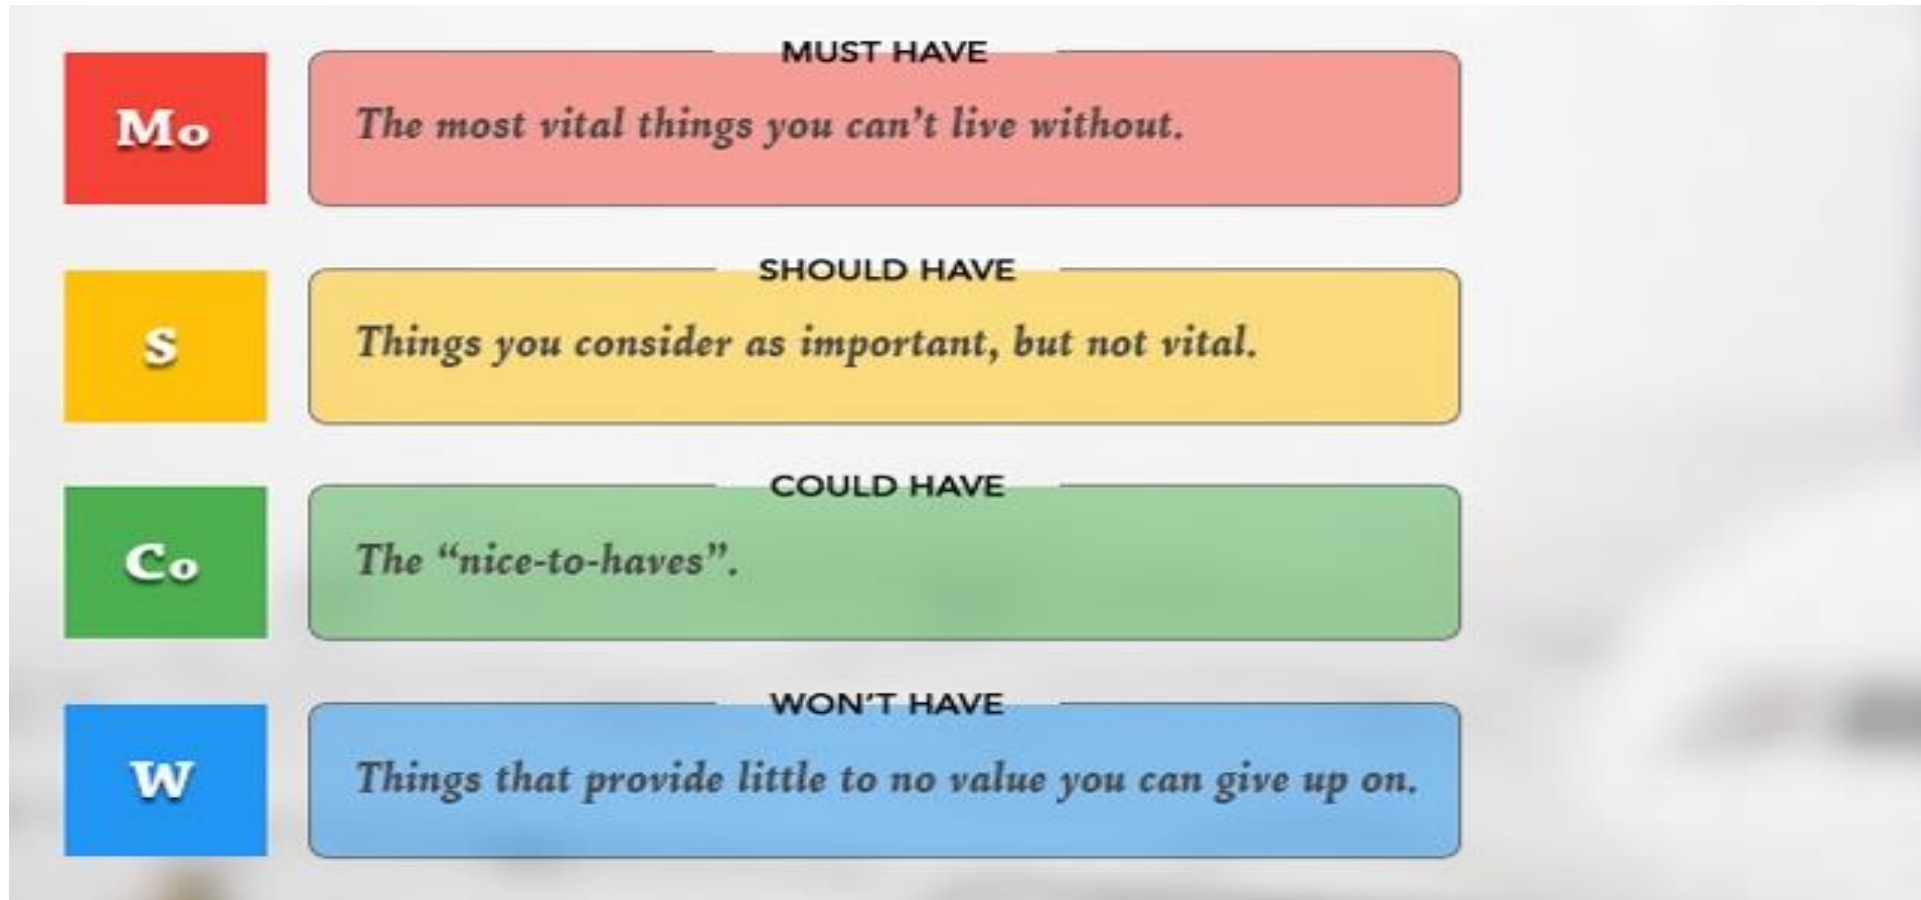 MUST HAVE
Mo
The most vital things you can’t live without.
SHOULD HAVE
S
Things you consider as important, but not vital.
COULD HAVE
Co
The “nice-to-haves”.
WON’T HAVE
W
Things that provide little to no value you can give up on.